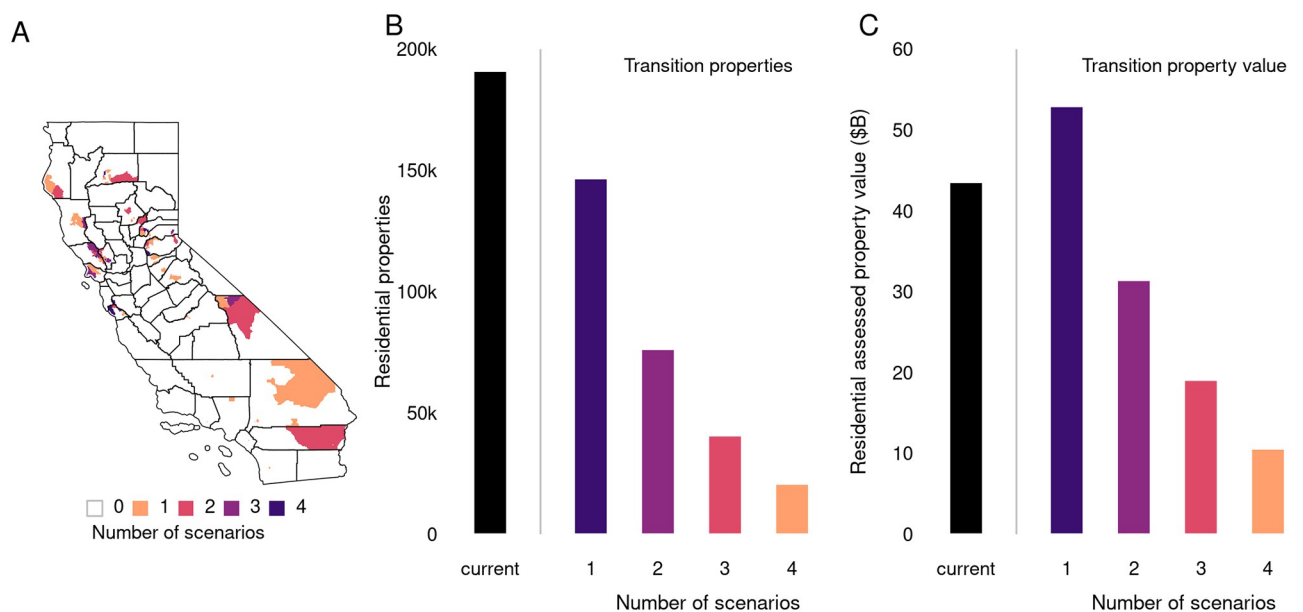 A
0 1 2 3 4
Number of scenarios
B
Transition properties
Residential properties
200k
150k
100k
50k
0
current 1 2 3 4
Number of scenarios
C
Transition property value
Residential assessed property value ($B)
60
50
40
30
20
10
0
current 1 2 3 4
Number of scenarios